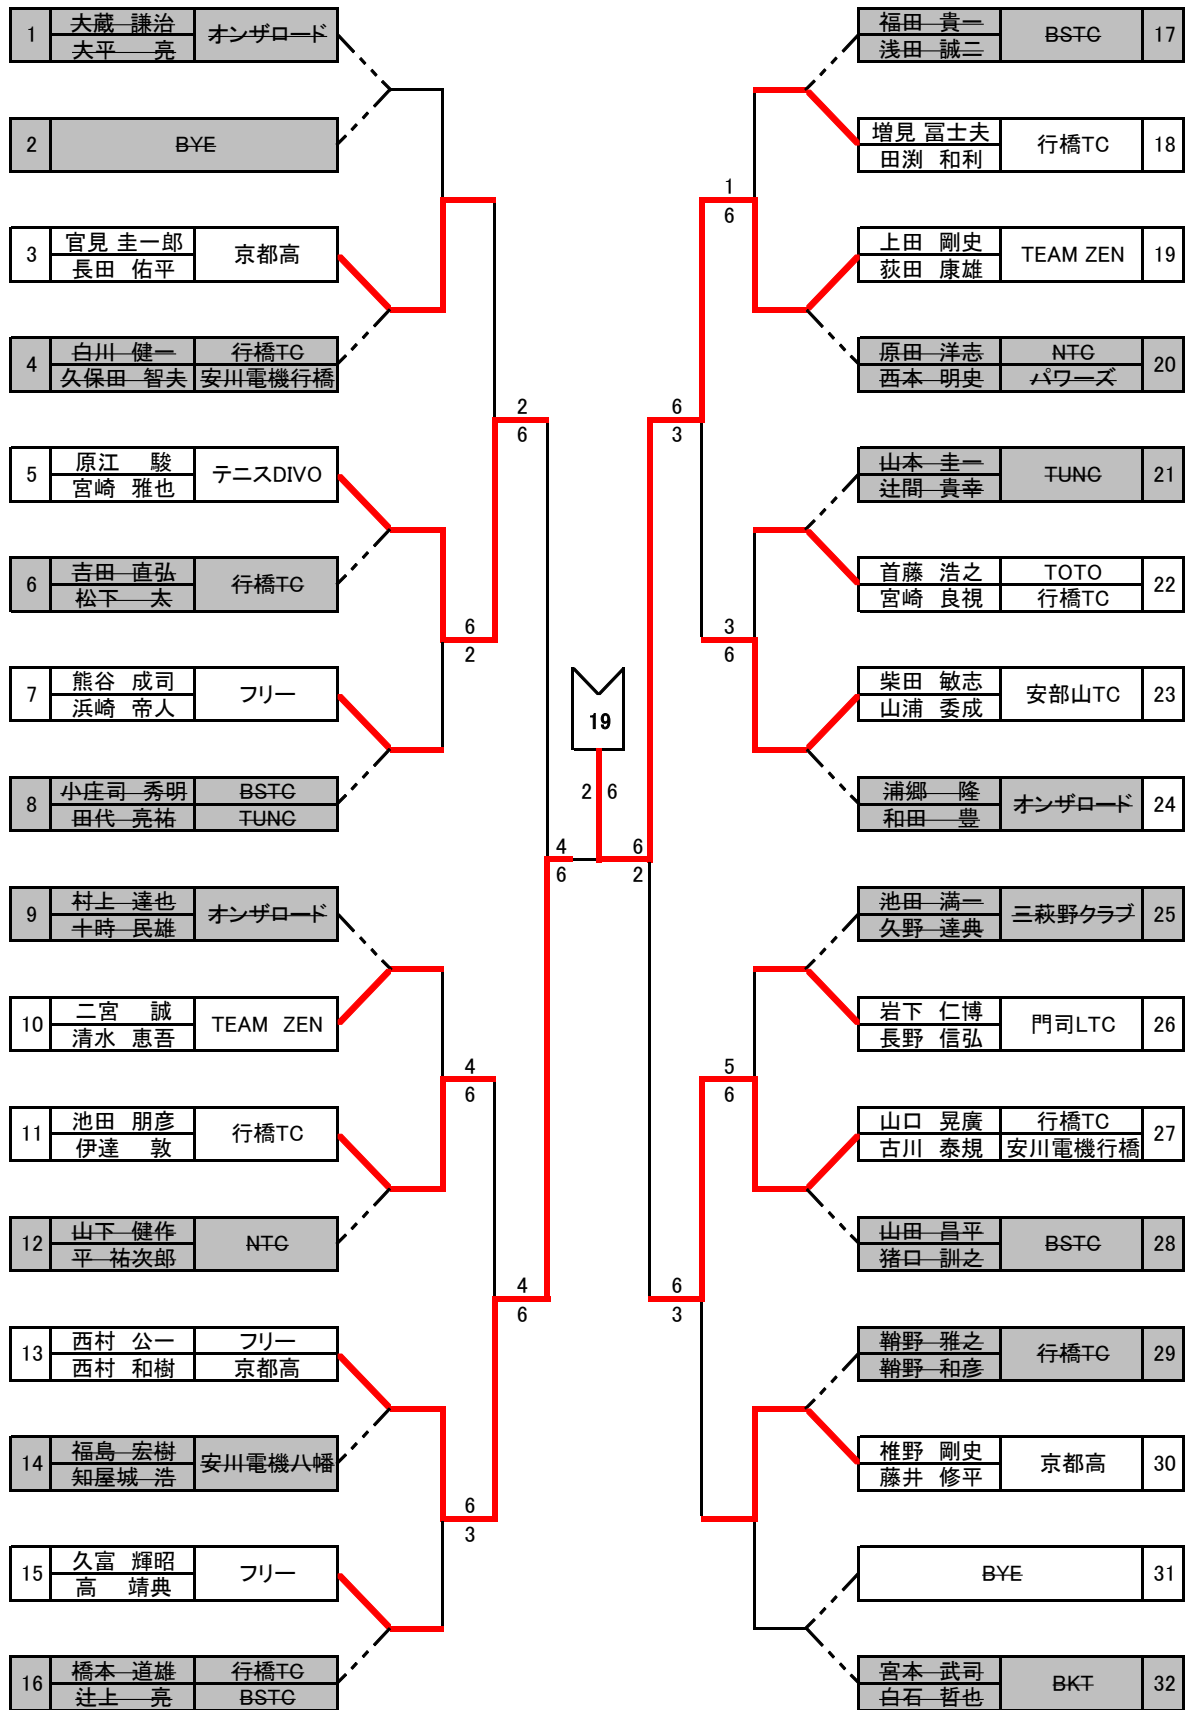 1 大蔵 謙治 オンザロード
大平 亮
2 BYE
3 官見 圭一郎 京都高
長田 佑平
4 白川 健一 行橋TC
久保田 智夫 安川電機行橋
5 原江 駿 テニスDIVO
宮崎 雅也
6 吉田 直弘 行橋TC
松下 太
7 熊谷 成司 フリー
浜崎 帝人
8 小庄司 秀明 BSTC
田代 亮祐 TUNC
9 村上 達也 オンザロード
十時 民雄
10 二宮 誠 TEAM ZEN
清水 恵吾
11 池田 朋彦 行橋TC
伊達 敦
12 山下 健作 NTC
平 祐次郎
13 西村 公一 フリー
西村 和樹 京都高
14 福島 宏樹 安川電機八幡
知屋城 浩
15 久富 輝昭 フリー
高 靖典
16 橋本 道雄 行橋TC
辻上 亮 BSTC
6
2
4
6
6
3
2
6
4
6
4
6
19
2 6
6
2
6
3
6
3
1
6
3
6
5
6
福田 貴一 BSTC 17
浅田 誠二
増見 冨士夫 行橋TC 18
田渕 和利
上田 剛史 TEAM ZEN 19
荻田 康雄
原田 洋志 NTC 20
西本 明史 パワーズ
山本 圭一 TUNC 21
辻間 貴幸
首藤 浩之 TOTO 22
宮崎 良視 行橋TC
柴田 敏志 安部山TC 23
山浦 委成
浦郷 隆 オンザロード 24
和田 豊
池田 満一 三萩野クラブ 25
久野 達典
岩下 仁博 門司LTC 26
長野 信弘
山口 晃廣 行橋TC 27
古川 泰規 安川電機行橋
山田 昌平 BSTC 28
猪口 訓之
鞘野 雅之 行橋TC 29
鞘野 和彦
椎野 剛史 京都高 30
藤井 修平
BYE 31
宮本 武司 BKT 32
白石 哲也